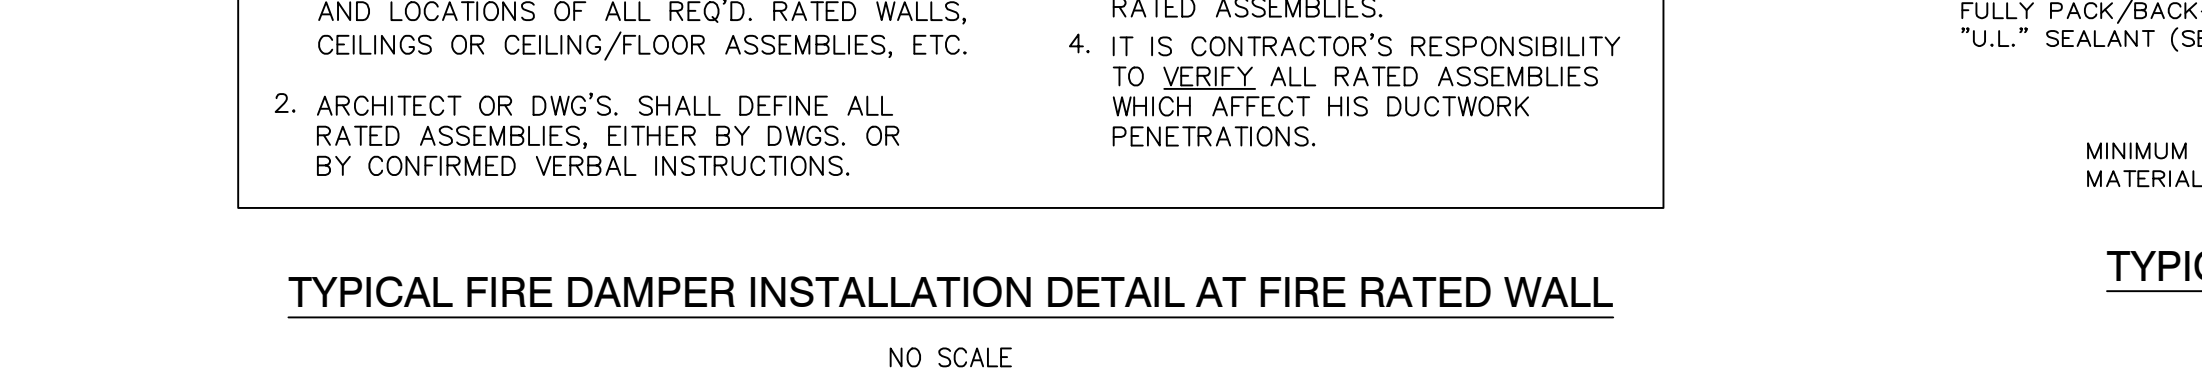 AND LOCATIONS OF ALL REQ'D. RATED WALLS,
CEILINGS OR CEILING/FLOOR ASSEMBLIES, ETC.
2. ARCHITECT OR DWG'S. SHALL DEFINE ALL
RATED ASSEMBLIES, EITHER BY DWGS. OR
BY CONFIRMED VERBAL INSTRUCTIONS.
RATED ASSEMBLIES.
4. IT IS CONTRACTOR'S RESPONSIBILITY
TO VERIFY ALL RATED ASSEMBLIES
WHICH AFFECT HIS DUCTWORK
PENETRATIONS.
TYPICAL FIRE DAMPER INSTALLATION DETAIL AT FIRE RATED WALL
NO SCALE
FULLY PACK/BACK-
"U.L." SEALANT
MINIMUM
MATERIAL